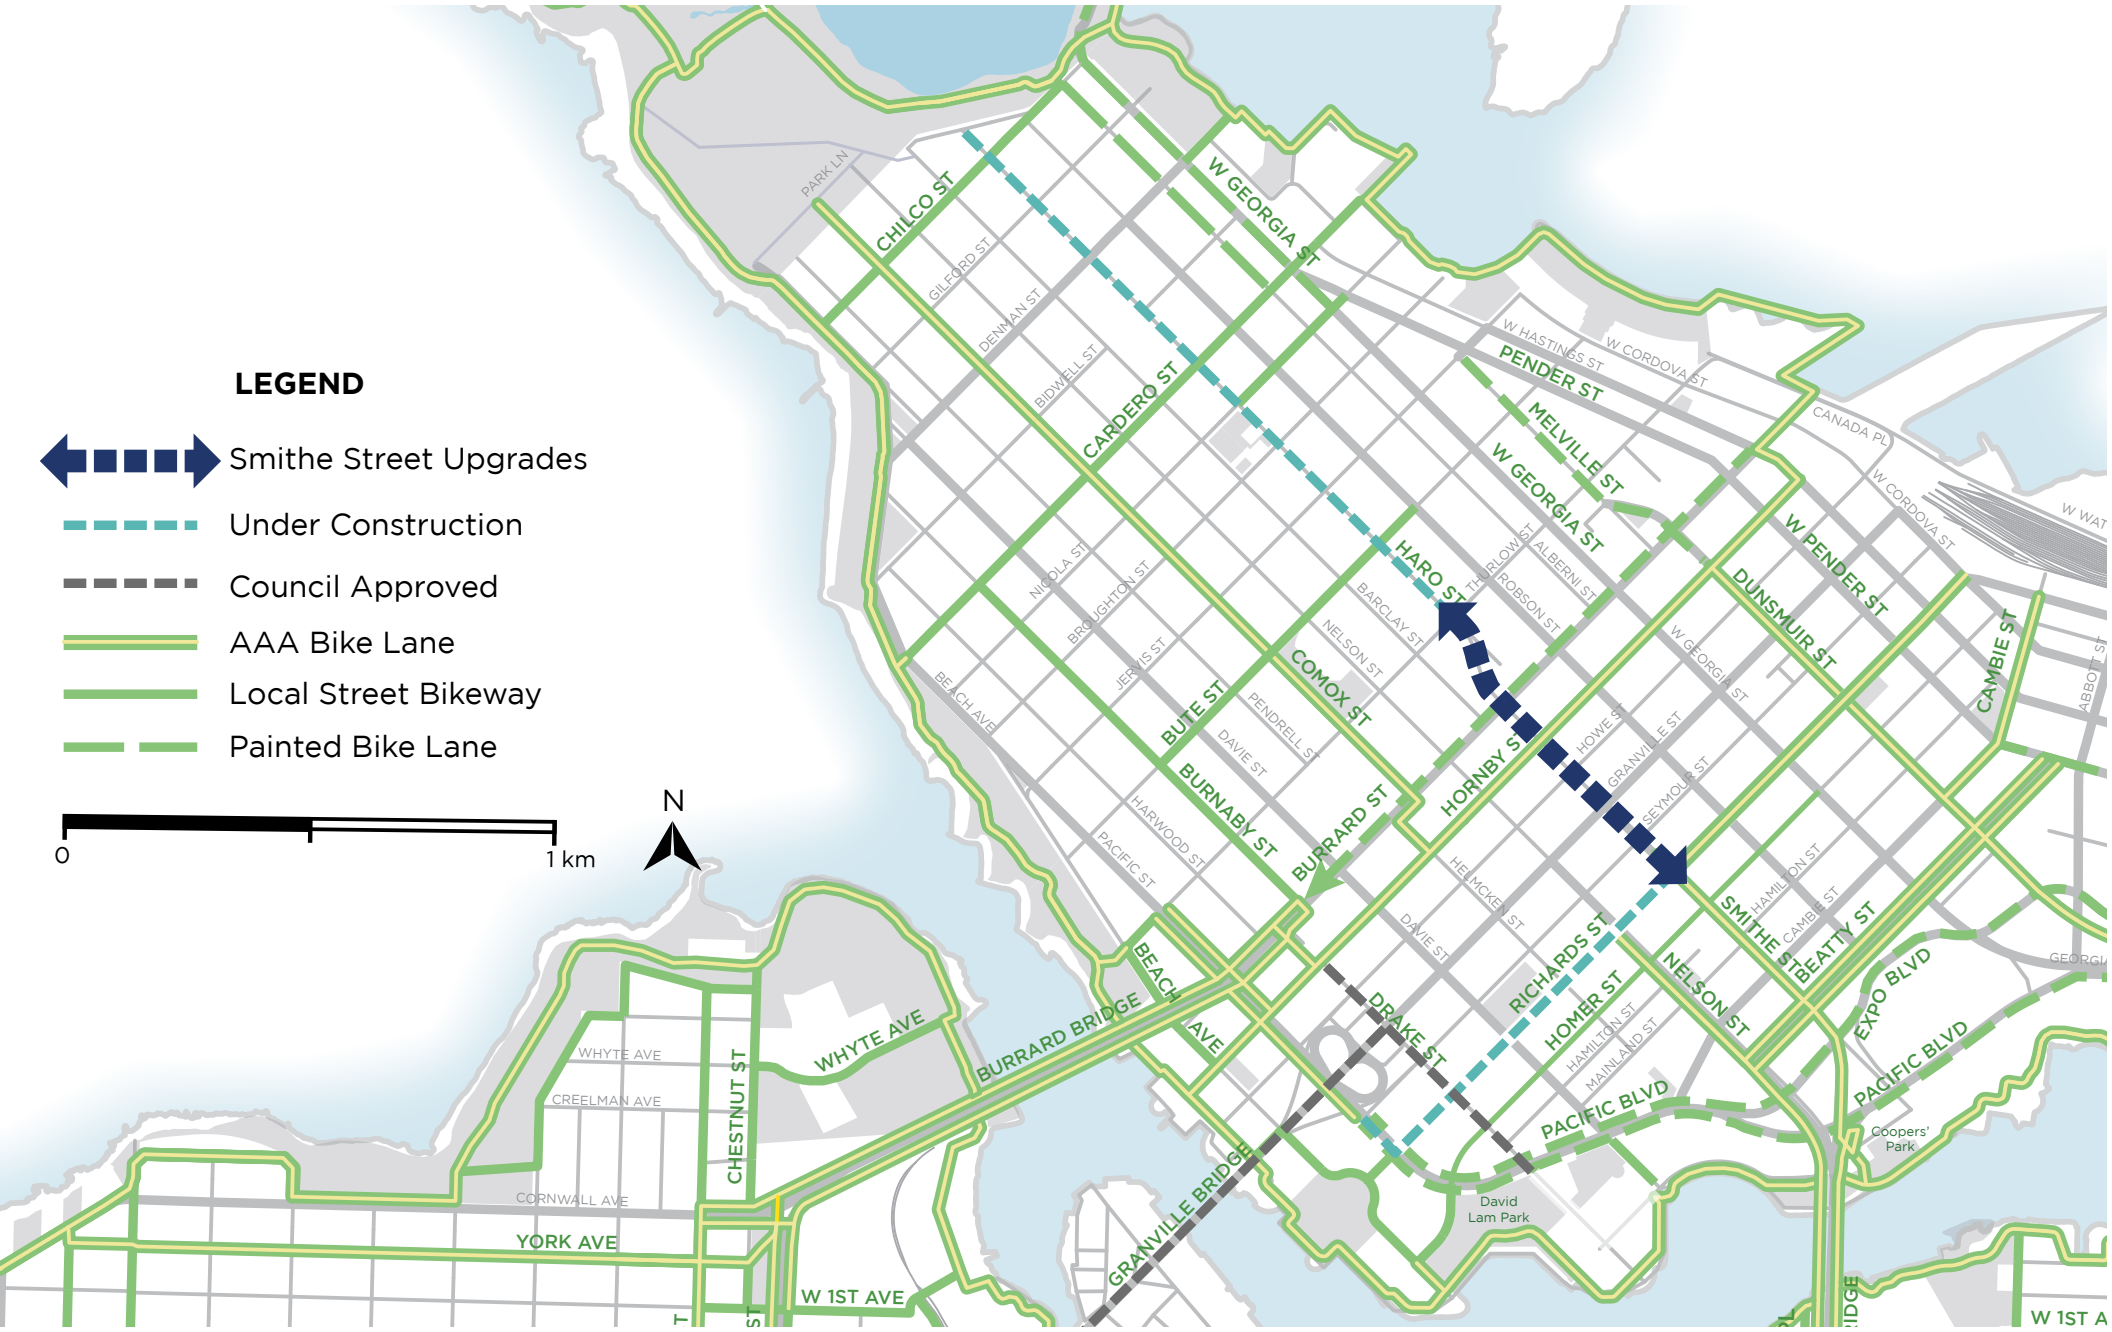 LEGEND
Smithe Street Upgrades
Under Construction
Council Approved
AAA Bike Lane
Local Street Bikeway
Painted Bike Lane
0
1 km
N
PARK LN
CHILCO ST
GILFORD ST
DENMAN ST
BIDWELL ST
CARDERO ST
W GEORGIA ST
W HASTINGS ST
W CORDOVA ST
PENDER ST
MELVILLE ST
W GEORGIA ST
CANADA PL
W CORDOVA ST
W WAT
W PENDER ST
DUNSMUIR ST
CAMBIE ST
ABBOTT ST
NICOLA ST
BROUGHTON ST
JERVIS ST
BEACH AVE
BUTE ST
HARO ST
THURLOW ST
ALBERNI ST
ROBSON ST
BARCLAY ST
NELSON ST
COMOX ST
PENDRELL ST
DAVIE ST
BURNABY ST
HARWOOD ST
PACIFIC ST
BURRARD ST
HORNBY ST
HOWE ST
GRANVILLE ST
SEYMOUR ST
W GEORGIA ST
HELMCKEN ST
DAVIE ST
HAMILTON ST
CAMBIE ST
SMITHE ST
BEATTY ST
NELSON ST
RICHARDS ST
HOMER ST
HAMILTON ST
MAINLAND ST
DRAKE ST
EXPO BLVD
PACIFIC BLVD
PACIFIC BLVD
GEORGI
BEACH
AVE
BURRARD BRIDGE
GRANVILLE BRIDGE
David
Lam Park
Coopers'
Park
WHYTE AVE
WHYTE AVE
CREELMAN AVE
CHESTNUT ST
CORNWALL AVE
YORK AVE
W 1ST AVE
T
ST
PL
RIDGE
W 1ST A